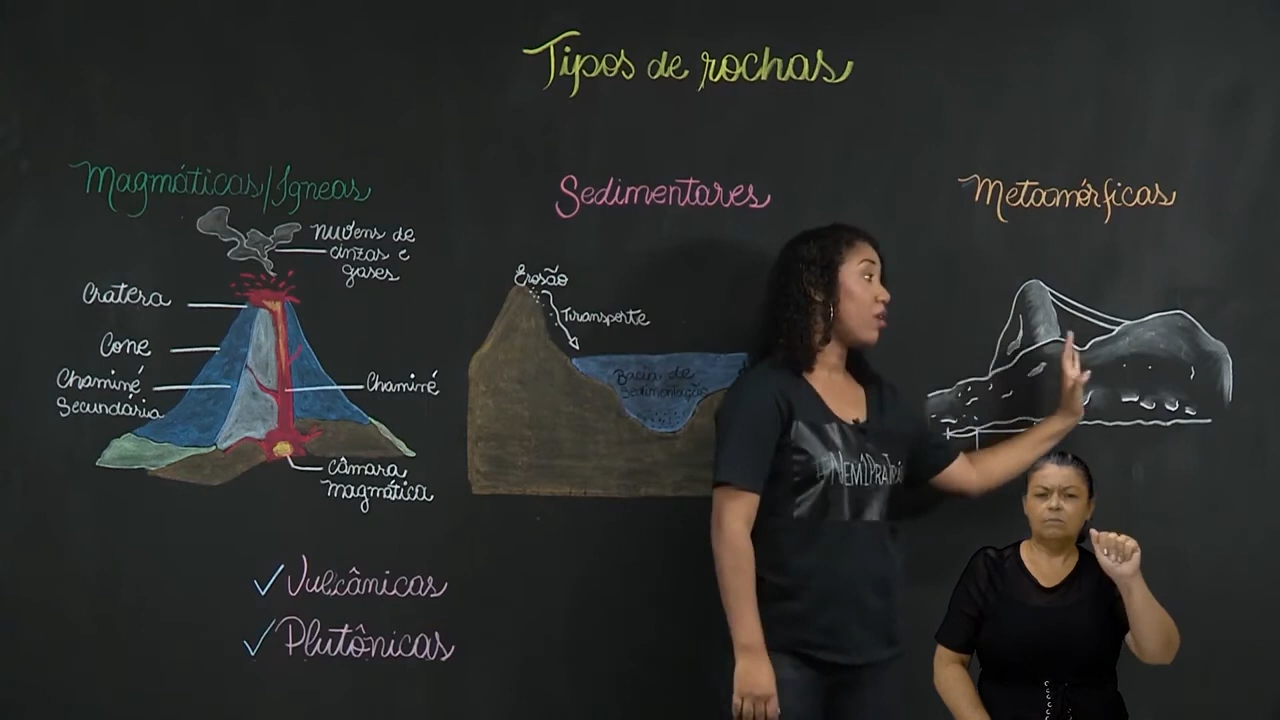 Tipos de rochas
Magmáticas/Ígneas
nuvens de
cinzas e
gases
Cratera
Cone
Chaminé
Secundária
Chaminé
câmara
magmática
Vulcânicas
Plutônicas
Sedimentares
Erosão
Transporte
Bacia de
Sedimentação
Metamórficas